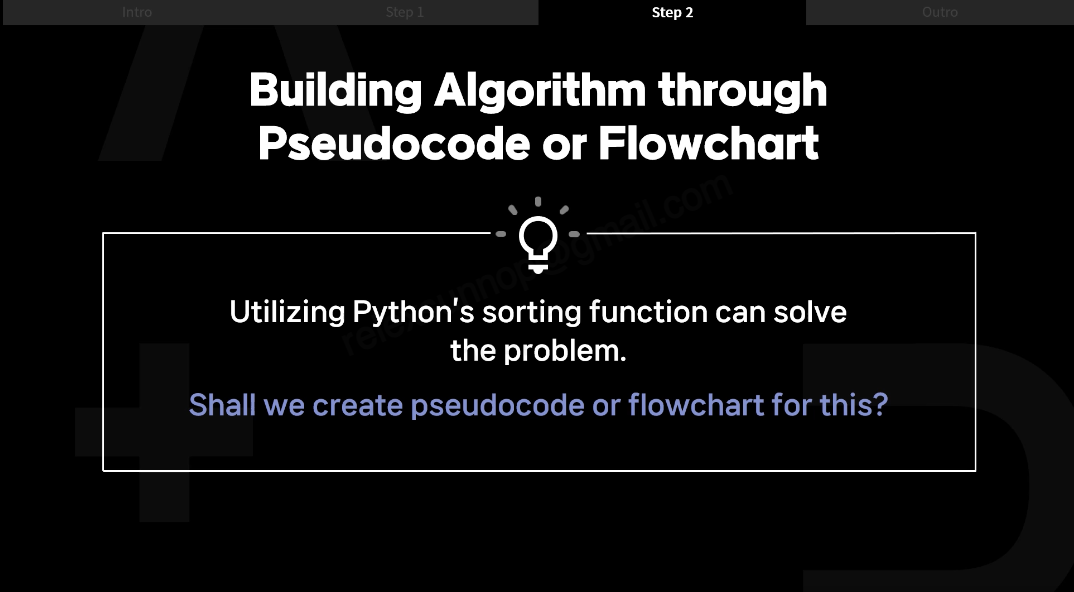 Intro
Step 1
Step 2
Outro
Building Algorithm through
Pseudocode or Flowchart
Utilizing Python's sorting function can solve
the problem.
Shall we create pseudocode or flowchart for this?